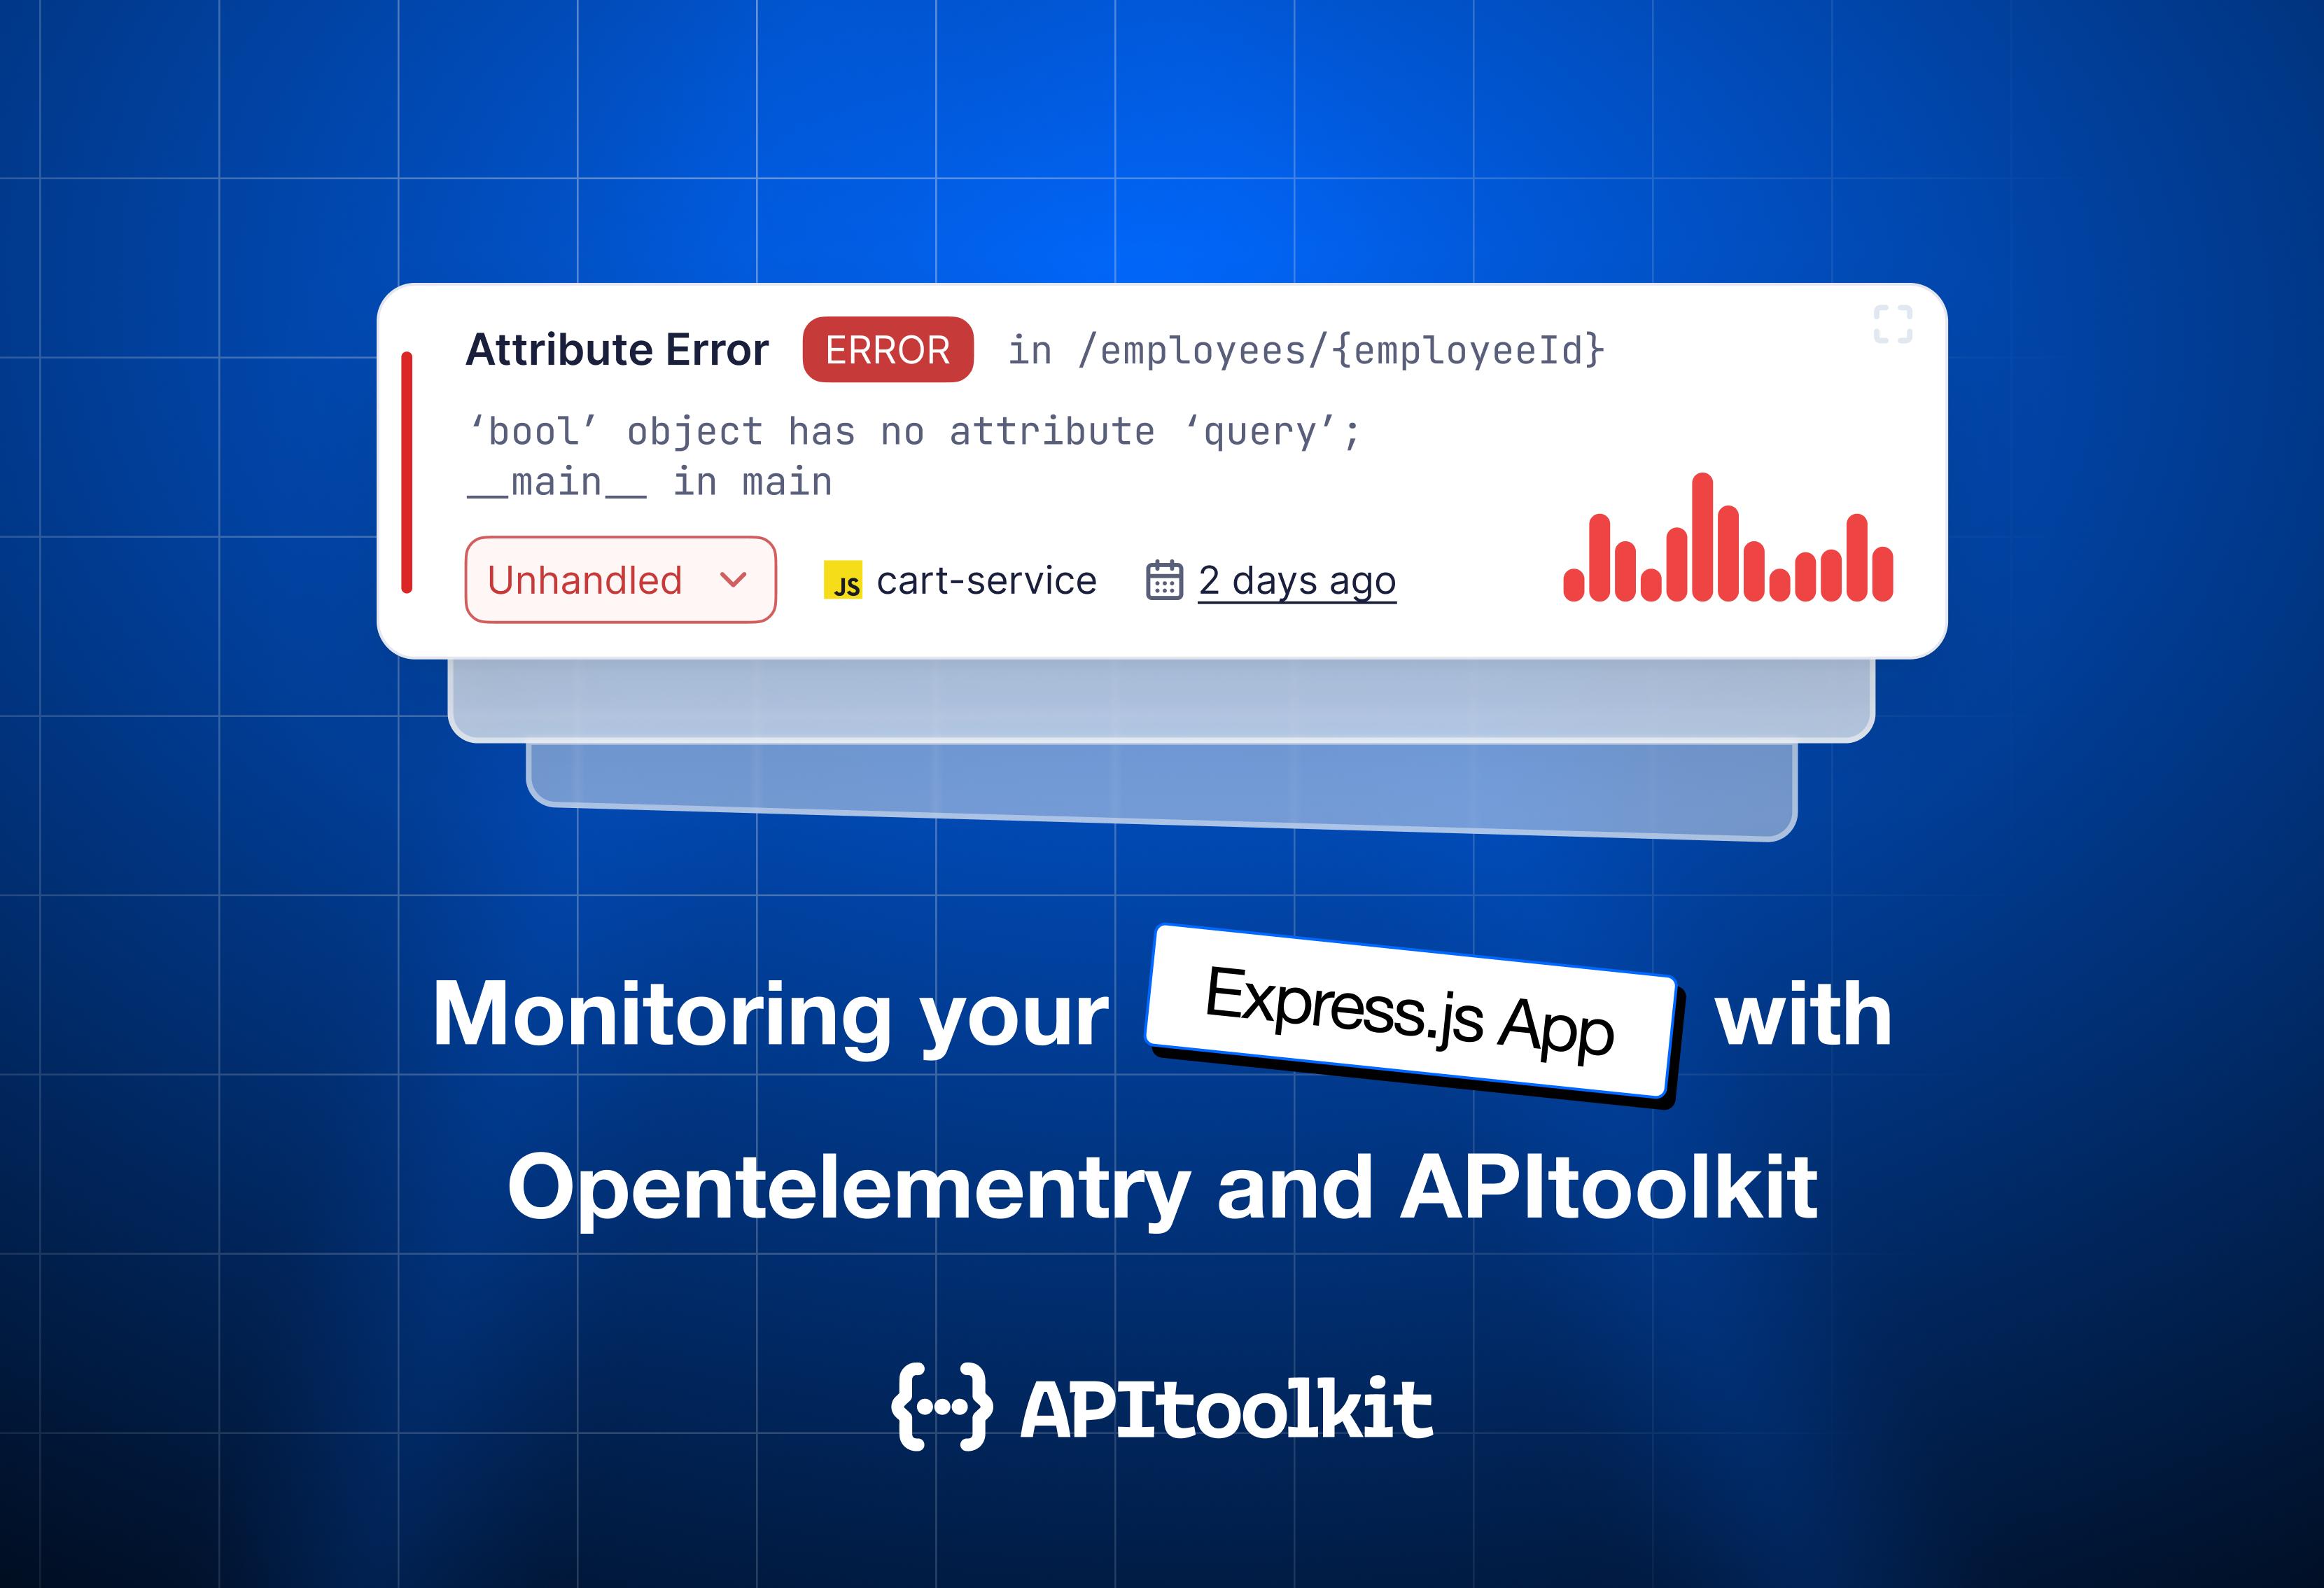 Attribute Error ERROR in /employees/{employeeId}
‘bool’ object has no attribute ‘query’;
__main__ in main
Unhandled JS cart-service 2 days ago
Monitoring your Express.js App with
Opentelementry and APItoolkit
{···} APItoolkit